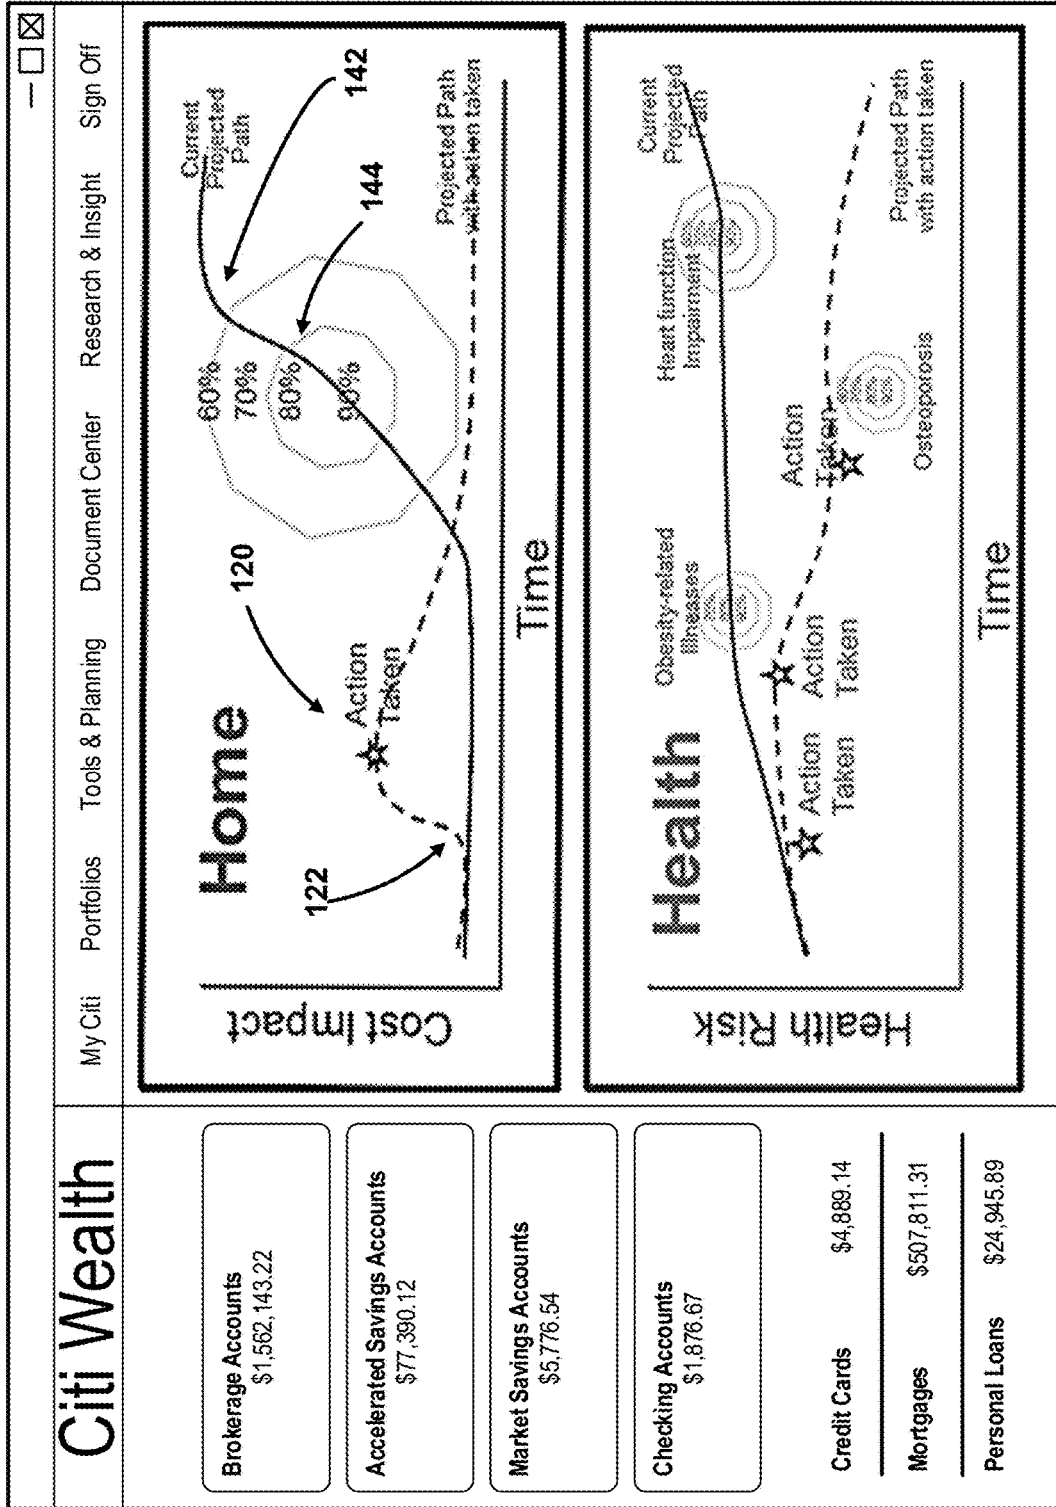 Citi Wealth
My Citi Portfolios Tools & Planning Document Center Research & Insight Sign Off
Brokerage Accounts
$1,562,143.22
Accelerated Savings Accounts
$77,390.12
Market Savings Accounts
$5,776.54
Checking Accounts
$1,876.67
Credit Cards $4,889.14
Mortgages $507,811.31
Personal Loans $24,945.89
Home
Cost Impact
Time
122
120
Action
Taken
60%
70%
80%
90%
144
142
Current
Projected
Path
Projected Path
with action taken
Health
Health Risk
Time
Action
Taken
Action
Taken
Action
Taken
Obesity-related
Illnesses
Heart function
Impairment
Osteoporosis
Current
Projected
Path
Projected Path
with action taken